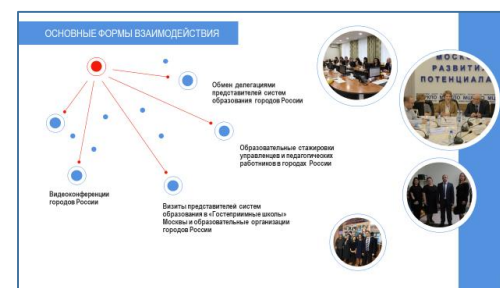 ОСНОВНЫЕ ФОРМЫ ВЗАИМОДЕЙСТВИЯ
Обмен делегациями
представителей систем
образования городов России
Образовательные стажировки
управленцев и педагогических
работников в городах России
Видеоконференции
городов России
Визиты представителей систем
образования в «Гостеприимные школы»
Москвы и образовательные организации
городов России
РАЗВИТИ
ПОТЕНЦИАЛА